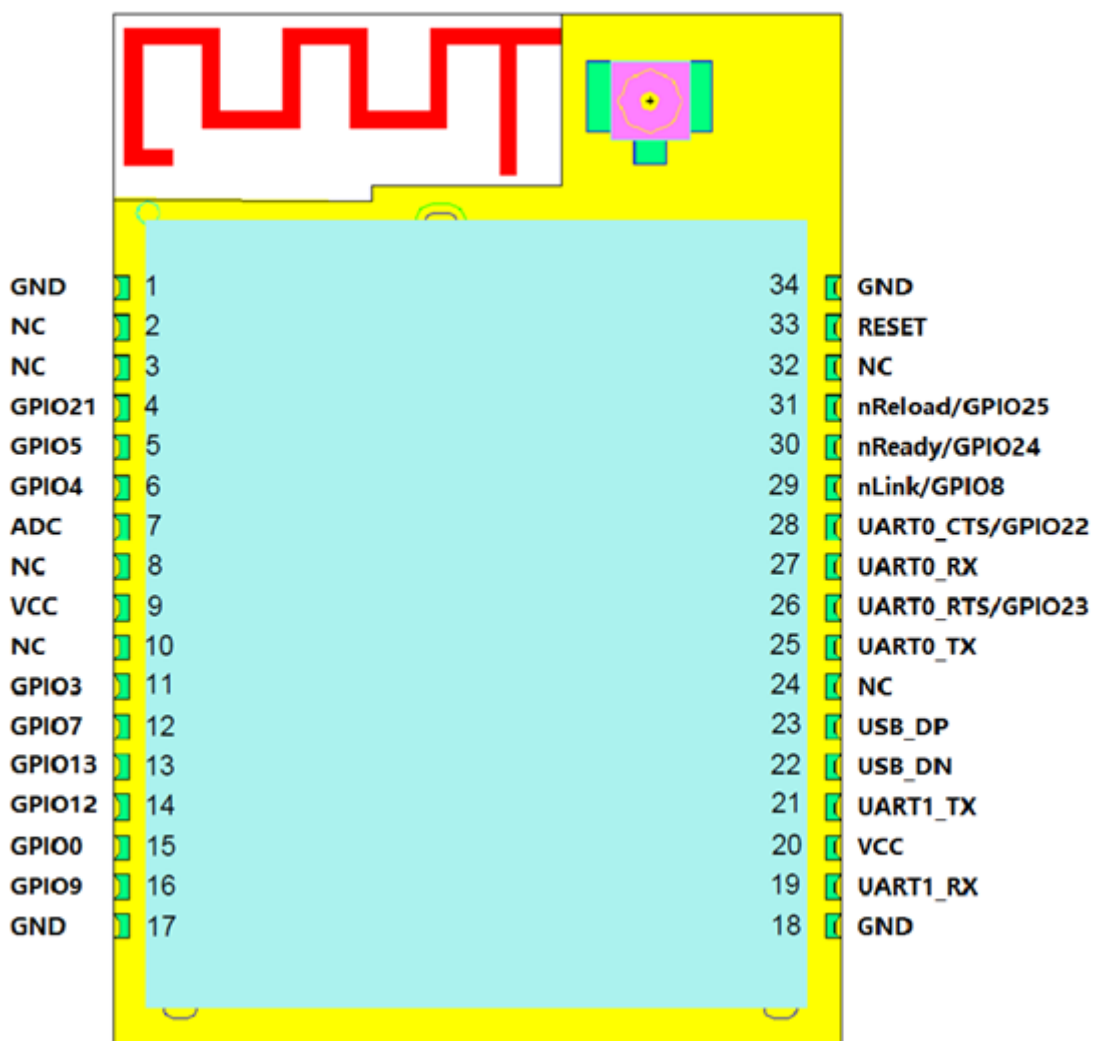 GND 1 34 GND
NC 2 33 RESET
NC 3 32 NC
GPIO21 4 31 nReload/GPIO25
GPIO5 5 30 nReady/GPIO24
GPIO4 6 29 nLink/GPIO8
ADC 7 28 UART0_CTS/GPIO22
NC 8 27 UART0_RX
VCC 9 26 UART0_RTS/GPIO23
NC 10 25 UART0_TX
GPIO3 11 24 NC
GPIO7 12 23 USB_DP
GPIO13 13 22 USB_DN
GPIO12 14 21 UART1_TX
GPIO0 15 20 VCC
GPIO9 16 19 UART1_RX
GND 17 18 GND